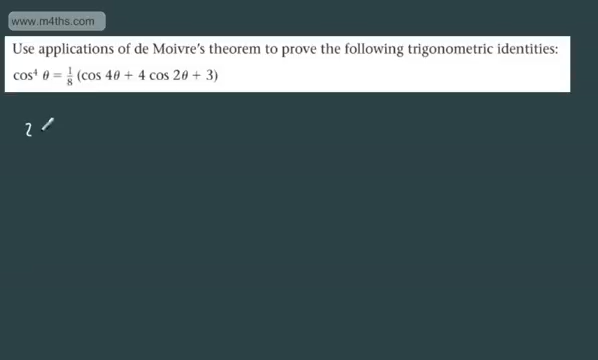 www.m4ths.com
Use applications of de Moivre's theorem to prove the following trigonometric identities:
cos⁴ θ = 1/8 (cos 4θ + 4 cos 2θ + 3)
2